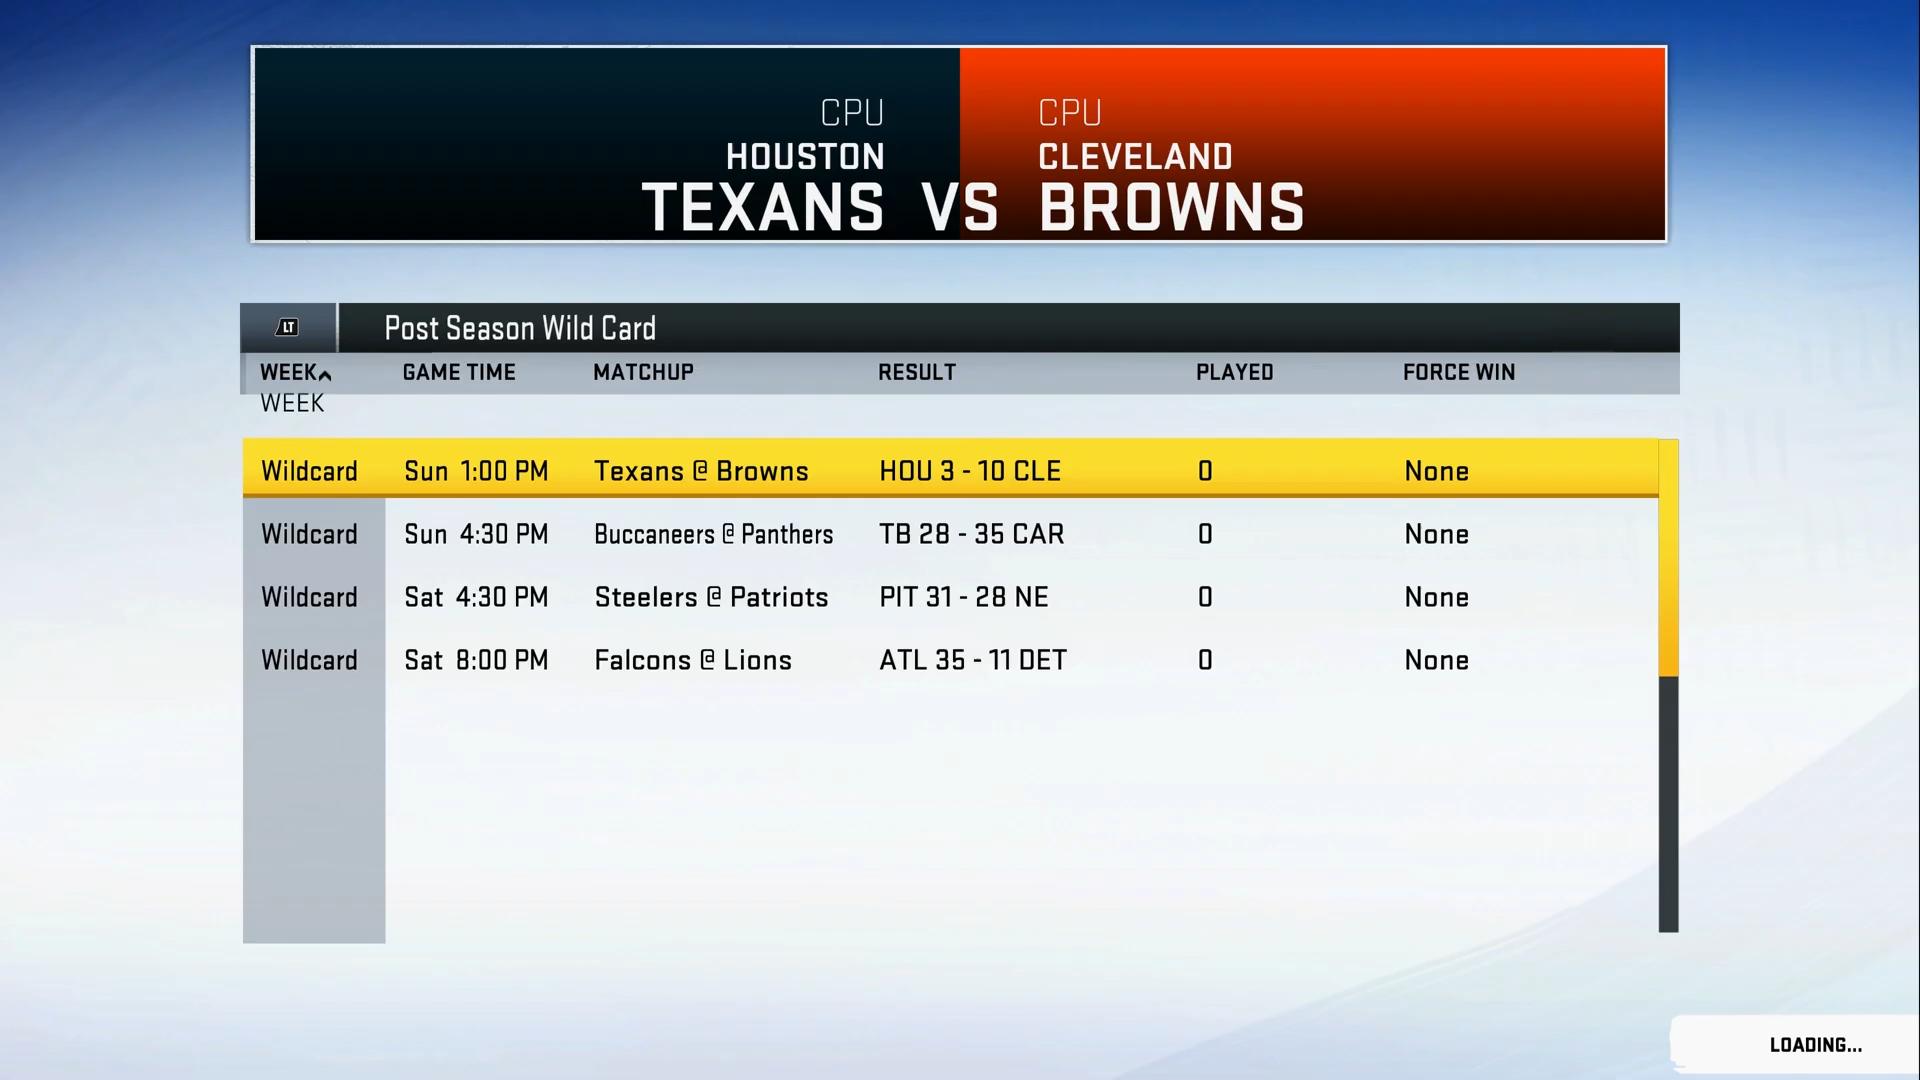 CPU CPU
HOUSTON CLEVELAND
TEXANS VS BROWNS
LT Post Season Wild Card
WEEK GAME TIME MATCHUP RESULT PLAYED FORCE WIN
WEEK
Wildcard Sun 1:00 PM Texans @ Browns HOU 3 - 10 CLE 0 None
Wildcard Sun 4:30 PM Buccaneers @ Panthers TB 28 - 35 CAR 0 None
Wildcard Sat 4:30 PM Steelers @ Patriots PIT 31 - 28 NE 0 None
Wildcard Sat 8:00 PM Falcons @ Lions ATL 35 - 11 DET 0 None
LOADING...